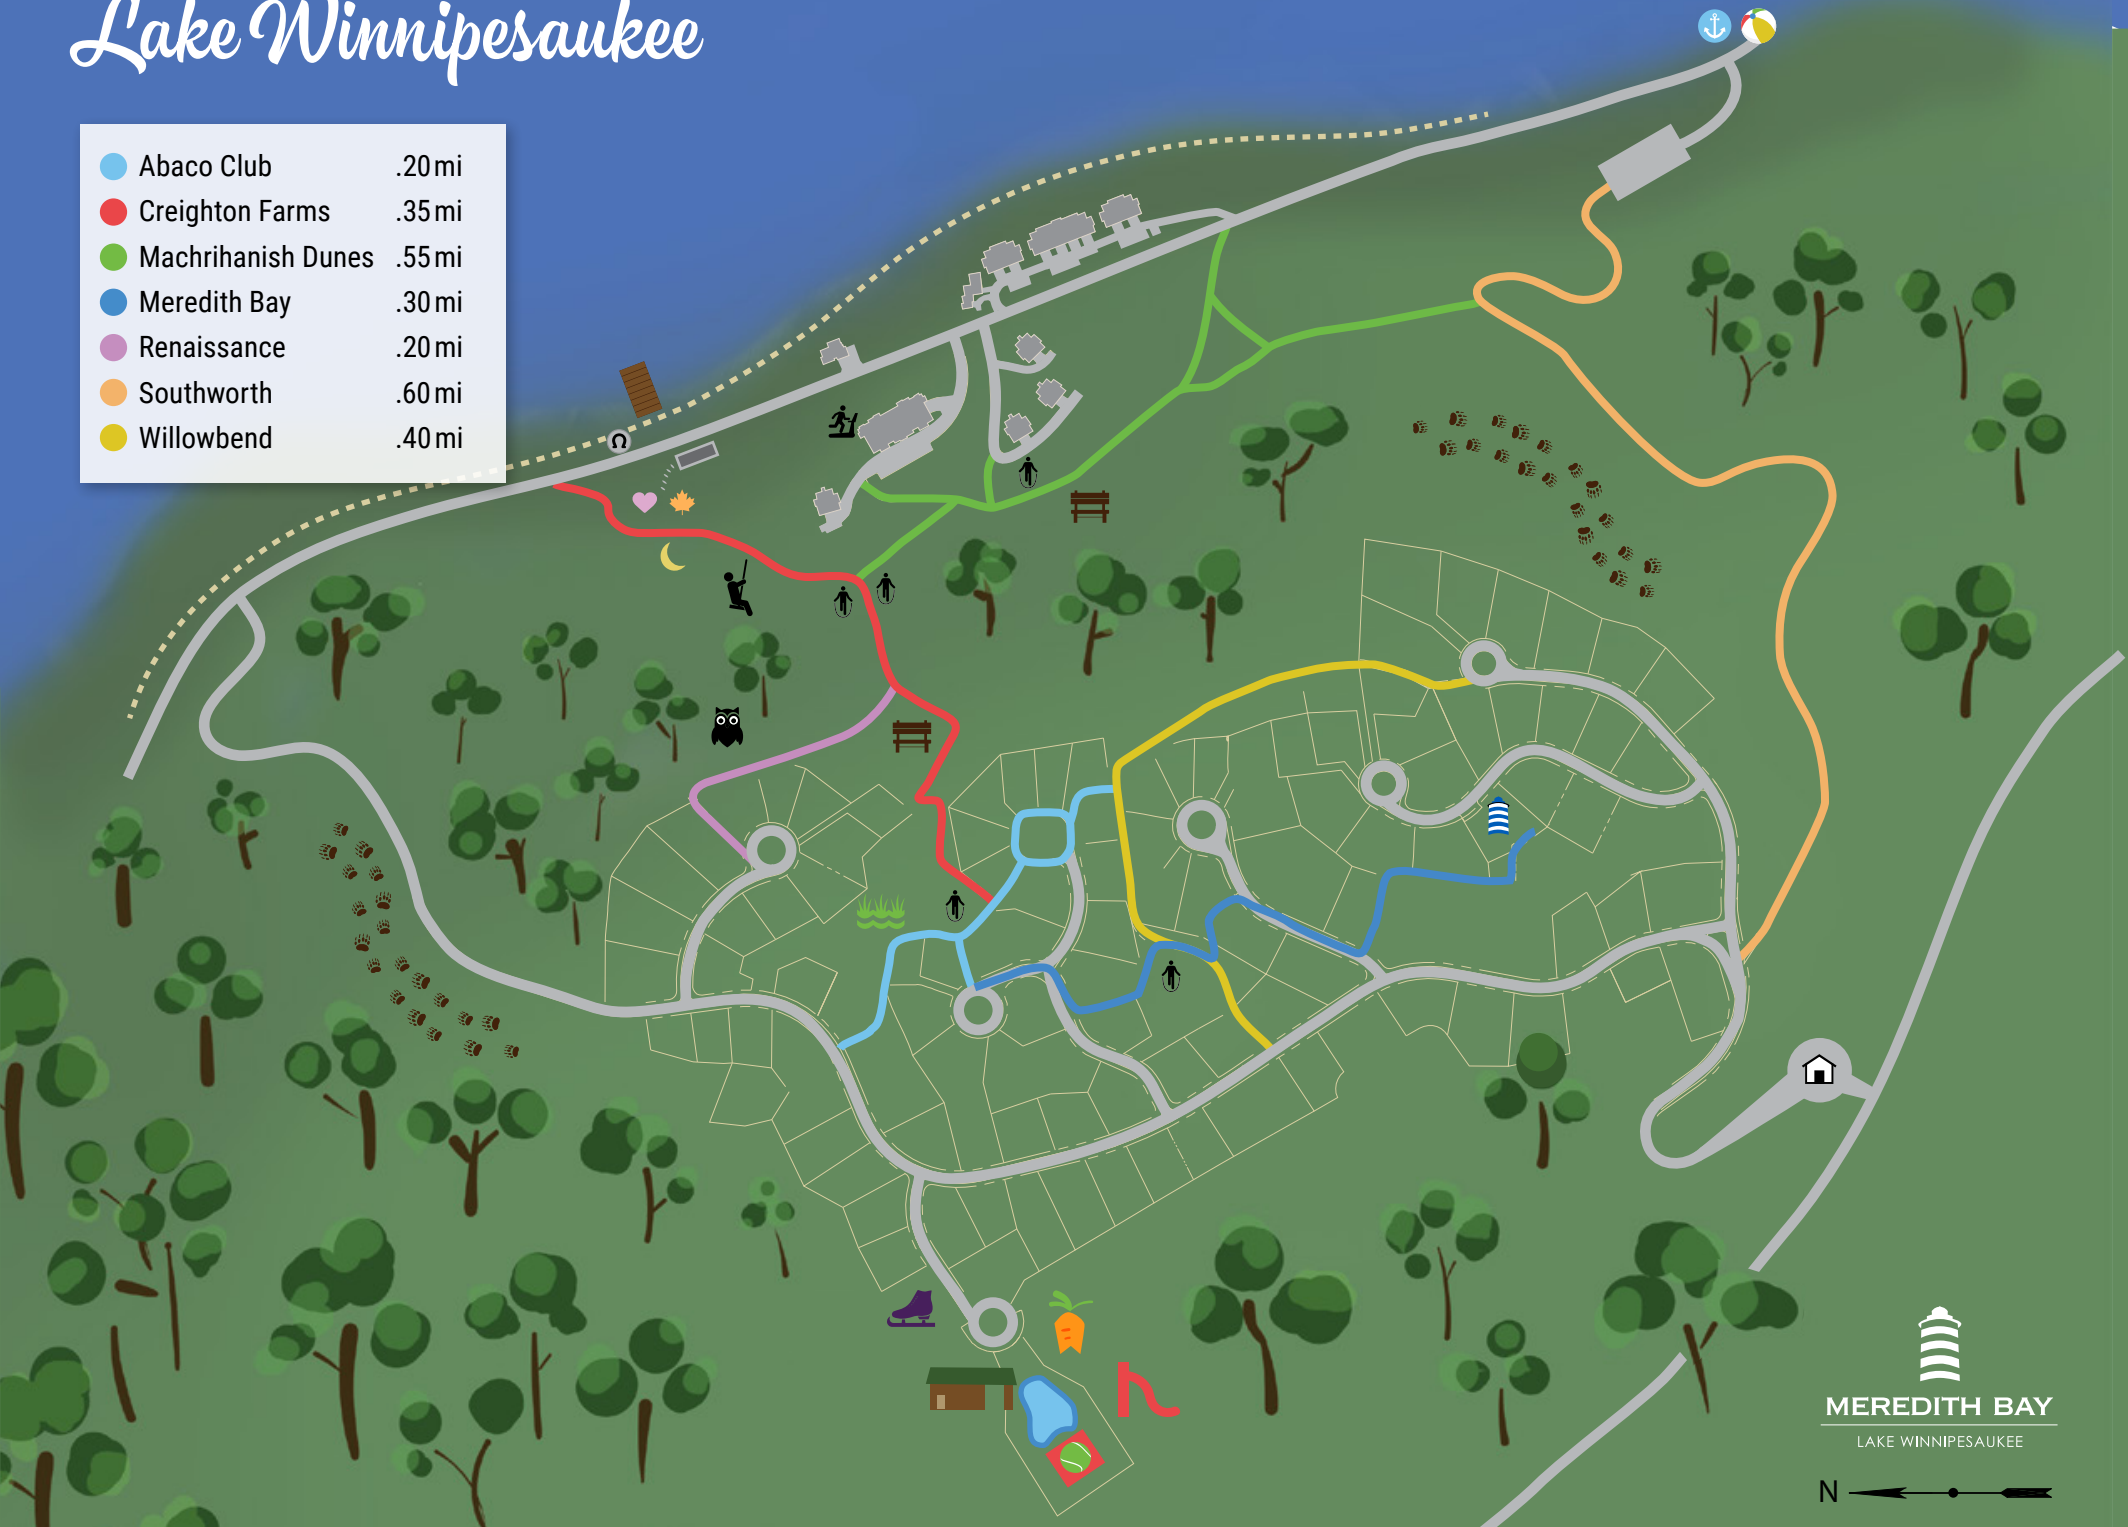 Lake Winnipesaukee
Abaco Club .20 mi
Creighton Farms .35 mi
Machrihanish Dunes .55 mi
Meredith Bay .30 mi
Renaissance .20 mi
Southworth .60 mi
Willowbend .40 mi
MEREDITH BAY
LAKE WINNIPESAUKEE
N